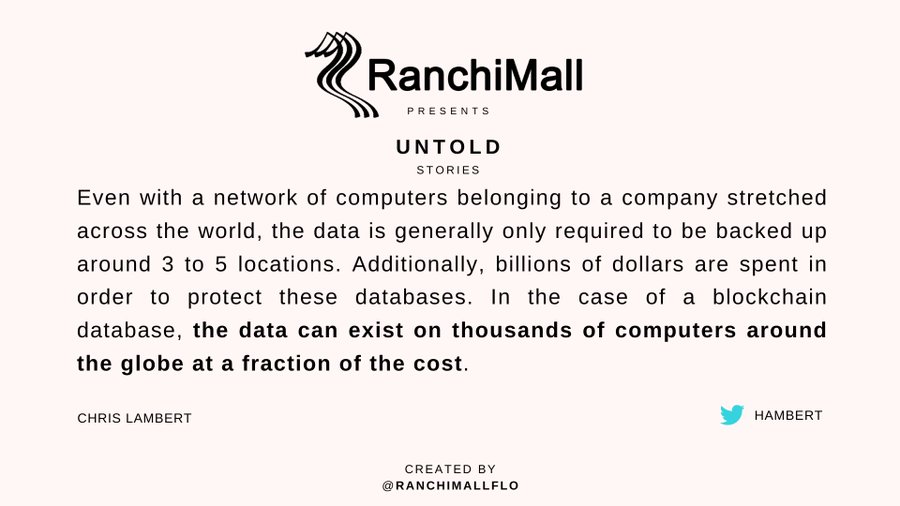 RanchiMall
PRESENTS
UNTOLD
STORIES
Even with a network of computers belonging to a company stretched
across the world, the data is generally only required to be backed up
around 3 to 5 locations. Additionally, billions of dollars are spent in
order to protect these databases. In the case of a blockchain
database, the data can exist on thousands of computers around
the globe at a fraction of the cost.
CHRIS LAMBERT
HAMBERT
CREATED BY
@RANCHIMALLFLO